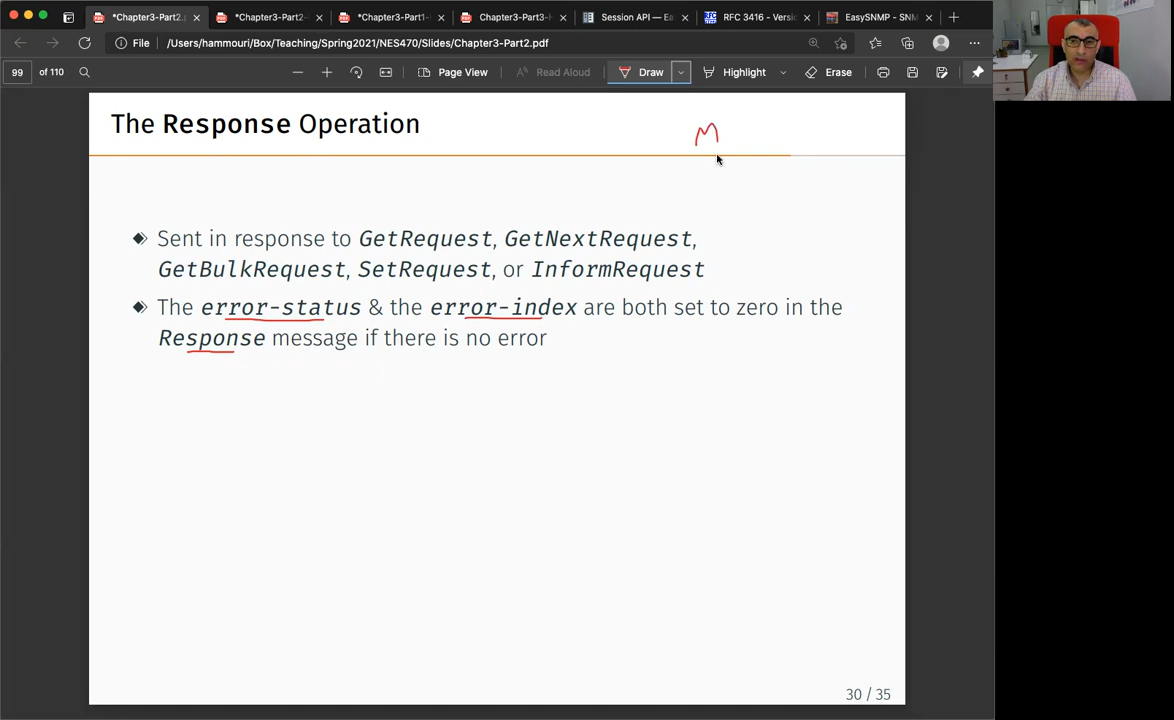 *Chapter3-Part2. *Chapter3-Part2- *Chapter3-Part1- Chapter3-Part3- Session API — Ea RFC 3416 - Versi EasySNMP - SNM
File /Users/hammouri/Box/Teaching/Spring2021/NES470/Slides/Chapter3-Part2.pdf
99 of 110 Page View Read Aloud Draw Highlight Erase
The Response Operation
M
Sent in response to GetRequest, GetNextRequest,
GetBulkRequest, SetRequest, or InformRequest
The error-status & the error-index are both set to zero in the
Response message if there is no error
30 / 35